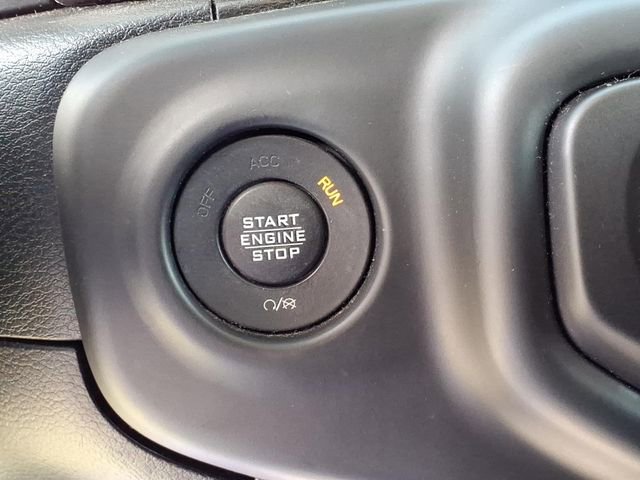 OFF ACC RUN
START
ENGINE
STOP